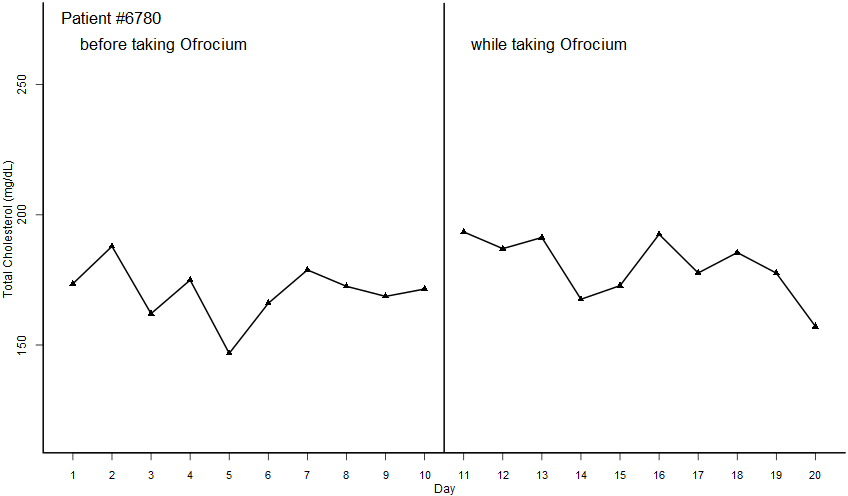 Patient #6780
before taking Ofrocium
while taking Ofrocium
Total Cholesterol (mg/dL)
250
200
150
1 2 3 4 5 6 7 8 9 10 11 12 13 14 15 16 17 18 19 20
Day